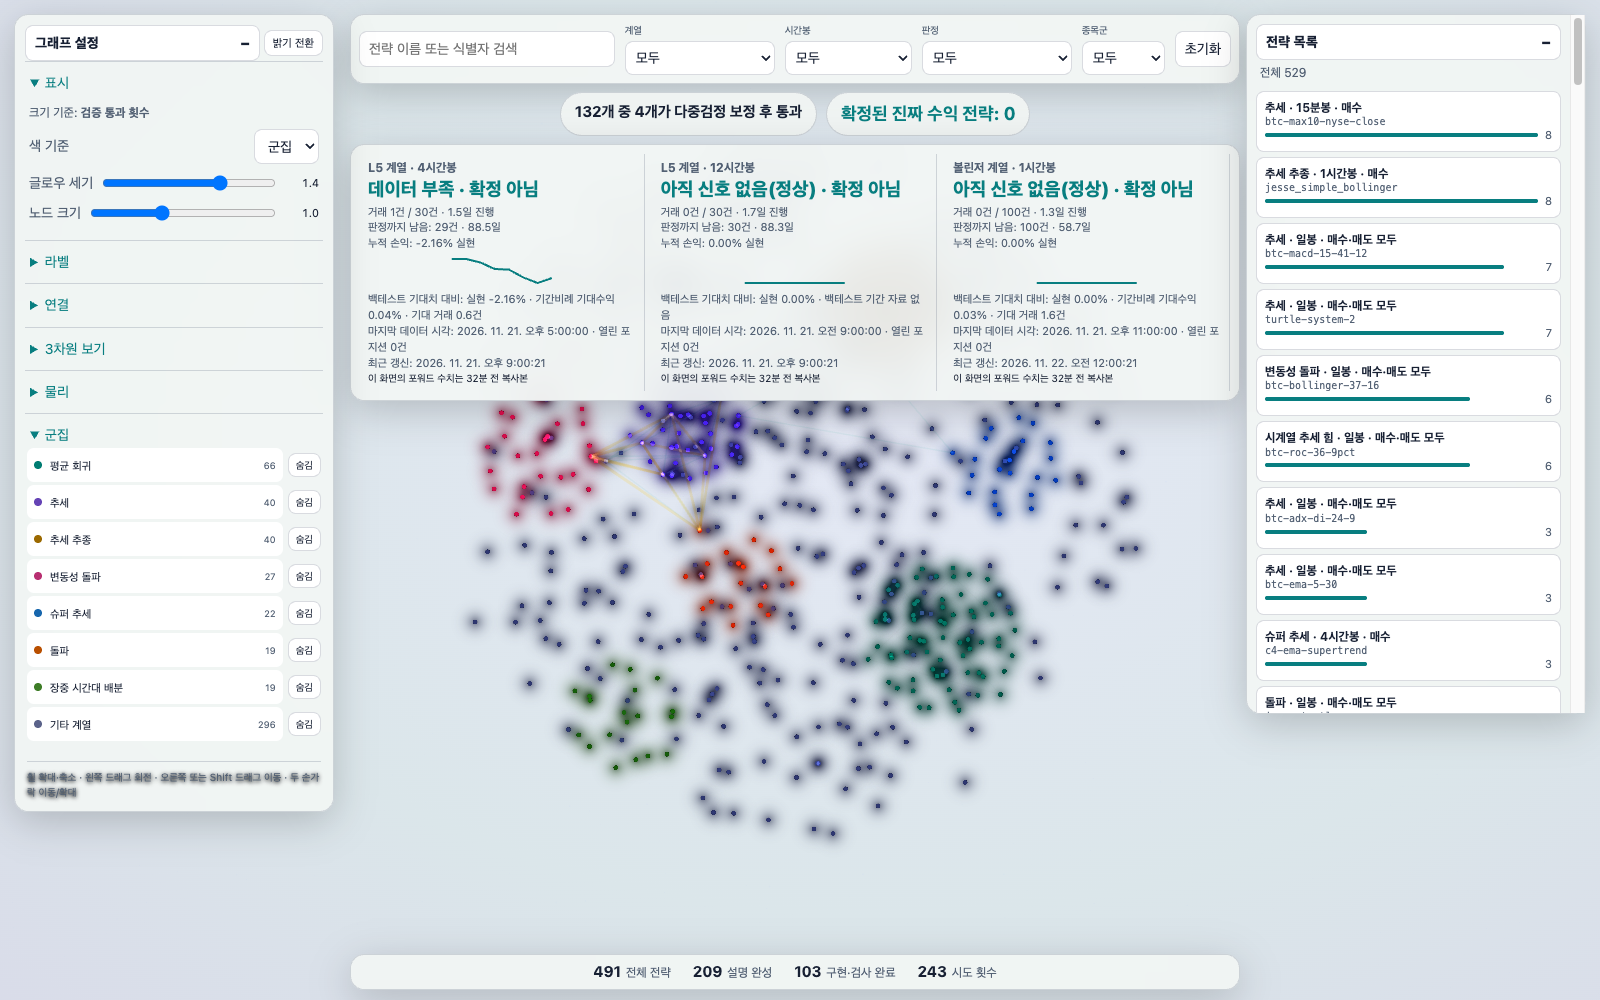 그래프 설정
–
밝기 전환
▼ 표시
크기 기준: 검증 통과 횟수
색 기준
군집
글로우 세기
1.4
노드 크기
1.0
▶ 라벨
▶ 연결
▶ 3차원 보기
▶ 물리
▼ 군집
평균 회귀 66 숨김
추세 40 숨김
추세 추종 40 숨김
변동성 돌파 27 숨김
슈퍼 추세 22 숨김
돌파 19 숨김
장중 시간대 배분 19 숨김
기타 계열 296 숨김
휠 확대·축소 · 왼쪽 드래그 회전 · 오른쪽 또는 Shift 드래그 이동 · 두 손가
락 이동/확대
전략 이름 또는 식별자 검색
계열
모두
시간봉
모두
판정
모두
종목군
모두
초기화
132개 중 4개가 다중검정 보정 후 통과
확정된 진짜 수익 전략: 0
L5 계열 · 4시간봉
데이터 부족 · 확정 아님
거래 1건 / 30건 · 1.5일 진행
판정까지 남음: 29건 · 88.5일
누적 손익: -2.16% 실현
백테스트 기대치 대비: 실현 -2.16% · 기간비례 기대수익
0.04% · 기대 거래 0.6건
마지막 데이터 시각: 2026. 11. 21. 오후 5:00:00 · 열린 포
지션 0건
최근 갱신: 2026. 11. 21. 오후 9:00:21
이 화면의 포워드 수치는 32분 전 복사본
L5 계열 · 12시간봉
아직 신호 없음(정상) · 확정 아님
거래 0건 / 30건 · 1.7일 진행
판정까지 남음: 30건 · 88.3일
누적 손익: 0.00% 실현
백테스트 기대치 대비: 실현 0.00% · 백테스트 기간 자료 없
음
마지막 데이터 시각: 2026. 11. 21. 오전 9:00:00 · 열린 포
지션 0건
최근 갱신: 2026. 11. 21. 오후 9:00:21
이 화면의 포워드 수치는 32분 전 복사본
볼린저 계열 · 1시간봉
아직 신호 없음(정상) · 확정 아님
거래 0건 / 100건 · 1.3일 진행
판정까지 남음: 100건 · 58.7일
누적 손익: 0.00% 실현
백테스트 기대치 대비: 실현 0.00% · 기간비례 기대수익
0.03% · 기대 거래 1.6건
마지막 데이터 시각: 2026. 11. 21. 오후 11:00:00 · 열린 포
지션 0건
최근 갱신: 2026. 11. 22. 오전 12:00:21
이 화면의 포워드 수치는 32분 전 복사본
491 전체 전략 209 설명 완성 103 구현·검사 완료 243 시도 횟수
전략 목록
–
전체 529
추세 · 15분봉 · 매수
btc-max10-nyse-close
8
추세 추종 · 1시간봉 · 매수
jesse_simple_bollinger
8
추세 · 일봉 · 매수·매도 모두
btc-macd-15-41-12
7
추세 · 일봉 · 매수·매도 모두
turtle-system-2
7
변동성 돌파 · 일봉 · 매수·매도 모두
btc-bollinger-37-16
6
시계열 추세 힘 · 일봉 · 매수·매도 모두
btc-roc-36-9pct
6
추세 · 일봉 · 매수·매도 모두
btc-adx-di-24-9
3
추세 · 일봉 · 매수·매도 모두
btc-ema-5-30
3
슈퍼 추세 · 4시간봉 · 매수
c4-ema-supertrend
3
돌파 · 일봉 · 매수·매도 모두